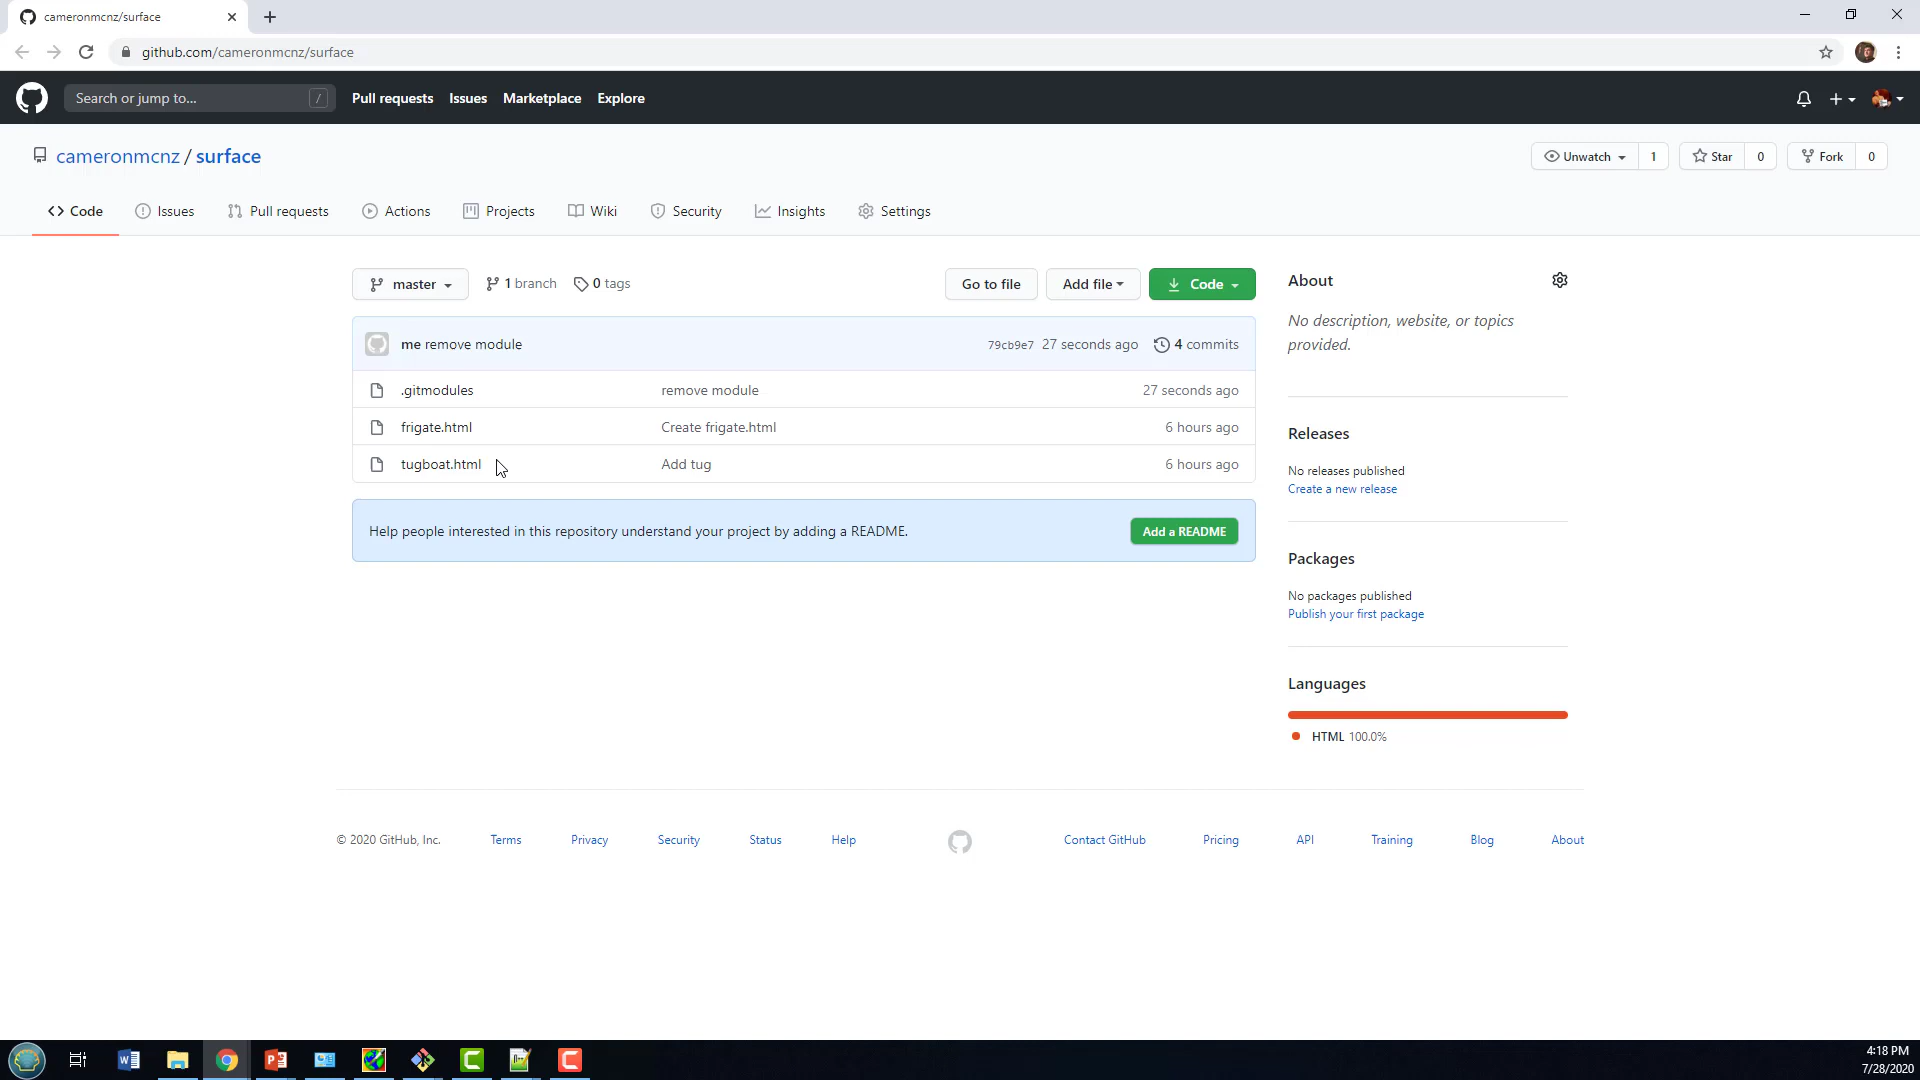 cameronmcnz/surface
github.com/cameronmcnz/surface
Search or jump to... /
Pull requests Issues Marketplace Explore
cameronmcnz / surface
Unwatch 1 Star 0 Fork 0
Code Issues Pull requests Actions Projects Wiki Security Insights Settings
master 1 branch 0 tags Go to file Add file Code
me remove module 79cb9e7 27 seconds ago 4 commits
.gitmodules remove module 27 seconds ago
frigate.html Create frigate.html 6 hours ago
tugboat.html Add tug 6 hours ago
Help people interested in this repository understand your project by adding a README. Add a README
About
No description, website, or topics
provided.
Releases
No releases published
Create a new release
Packages
No packages published
Publish your first package
Languages
HTML 100.0%
© 2020 GitHub, Inc. Terms Privacy Security Status Help Contact GitHub Pricing API Training Blog About
4:18 PM
7/28/2020